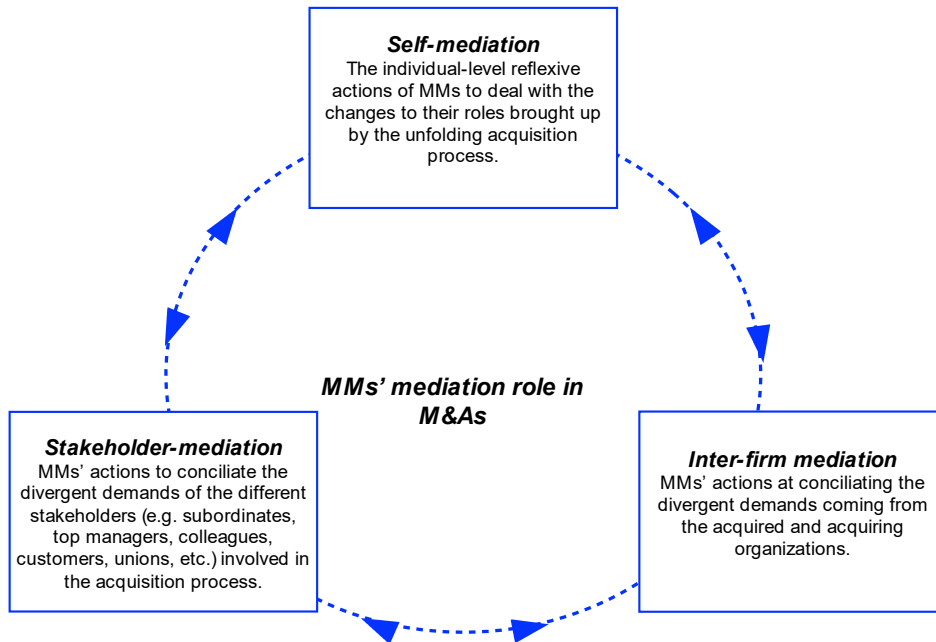 Self-mediation
The individual-level reflexive
actions of MMs to deal with the
changes to their roles brought up
by the unfolding acquisition
process.
MMs’ mediation role in
M&As
Stakeholder-mediation
MMs’ actions to conciliate the
divergent demands of the different
stakeholders (e.g. subordinates,
top managers, colleagues,
customers, unions, etc.) involved in
the acquisition process.
Inter-firm mediation
MMs’ actions at conciliating the
divergent demands coming from
the acquired and acquiring
organizations.